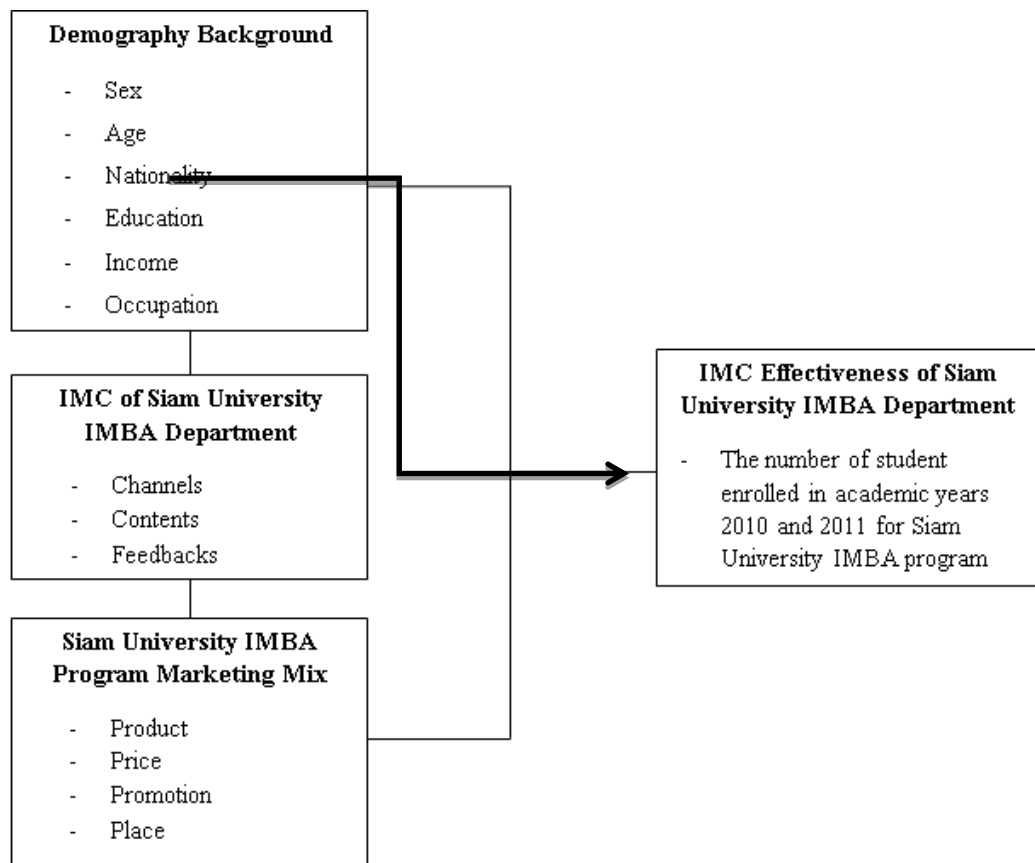 Demography Background
- Sex
- Age
- Nationality
- Education
- Income
- Occupation
IMC of Siam University
IMBA Department
- Channels
- Contents
- Feedbacks
Siam University IMBA
Program Marketing Mix
- Product
- Price
- Promotion
- Place
IMC Effectiveness of Siam
University IMBA Department
- The number of student
enrolled in academic years
2010 and 2011 for Siam
University IMBA program